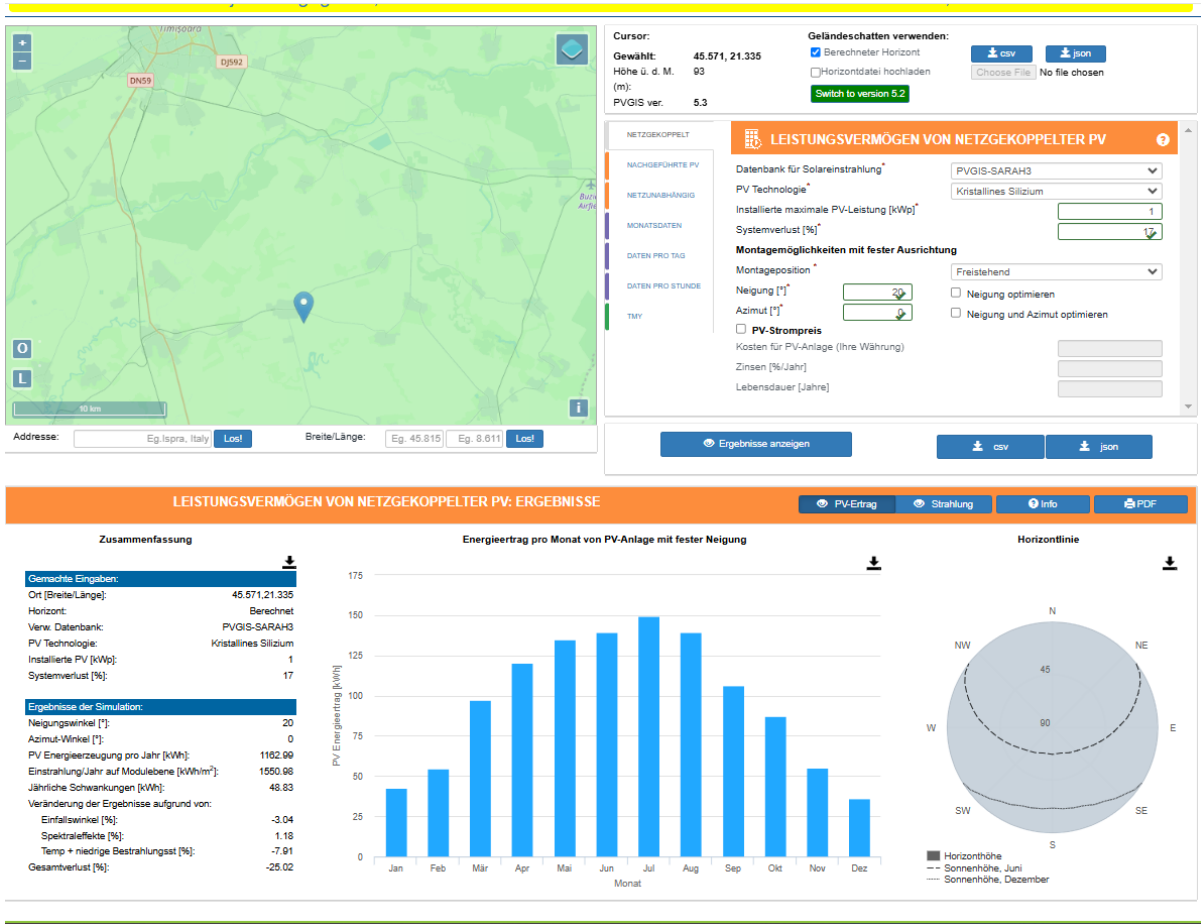 Timișoara
DJ592
DN59
+
−
O
L
10 km
i
Addresse: Eg.Ispra, Italy Los! Breite/Länge: Eg. 45.815 Eg. 8.611 Los!
Cursor:
Gewählt: 45.571, 21.335
Höhe ü. d. M. 93
(m):
PVGIS ver. 5.3
Geländeschatten verwenden:
Berechneter Horizont
Horizontdatei hochladen
Switch to version 5.2
csv json
Choose File No file chosen
NETZGEKOPPELT
NACHGEFÜHRTE PV
NETZUNABHÄNGIG
MONATSDATEN
DATEN PRO TAG
DATEN PRO STUNDE
TMY
LEISTUNGSVERMÖGEN VON NETZGEKOPPELTER PV ?
Datenbank für Solareinstrahlung* PVGIS-SARAH3
PV Technologie* Kristallines Silizium
Installierte maximale PV-Leistung [kWp]* 1
Systemverlust [%]* 17
Montagemöglichkeiten mit fester Ausrichtung
Montageposition * Freistehend
Neigung [°]* 20 Neigung optimieren
Azimut [°]* 0 Neigung und Azimut optimieren
PV-Strompreis
Kosten für PV-Anlage (Ihre Währung)
Zinsen [%/Jahr]
Lebensdauer [Jahre]
Ergebnisse anzeigen csv json
LEISTUNGSVERMÖGEN VON NETZGEKOPPELTER PV: ERGEBNISSE PV-Ertrag Strahlung Info PDF
Zusammenfassung
Gemachte Eingaben:
Ort [Breite/Länge]: 45.571,21.335
Horizont: Berechnet
Verw. Datenbank: PVGIS-SARAH3
PV Technologie: Kristallines Silizium
Installierte PV [kWp]: 1
Systemverlust [%]: 17
Ergebnisse der Simulation:
Neigungswinkel [°]: 20
Azimut-Winkel [°]: 0
PV Energieerzeugung pro Jahr [kWh]: 1162.99
Einstrahlung/Jahr auf Modulebene [kWh/m²]: 1550.98
Jährliche Schwankungen [kWh]: 48.83
Veränderung der Ergebnisse aufgrund von:
Einfallswinkel [%]: -3.04
Spektraleffekte [%]: 1.18
Temp + niedrige Bestrahlungsst [%]: -7.91
Gesamtverlust [%]: -25.02
Energieertrag pro Monat von PV-Anlage mit fester Neigung
PV Energieertrag [kWh]
175
150
125
100
75
50
25
0
Jan Feb Mär Apr Mai Jun Jul Aug Sep Okt Nov Dez
Monat
Horizontlinie
N
NW NE
45
W 90 E
SW SE
S
Horizonthöhe
Sonnenhöhe, Juni
Sonnenhöhe, Dezember